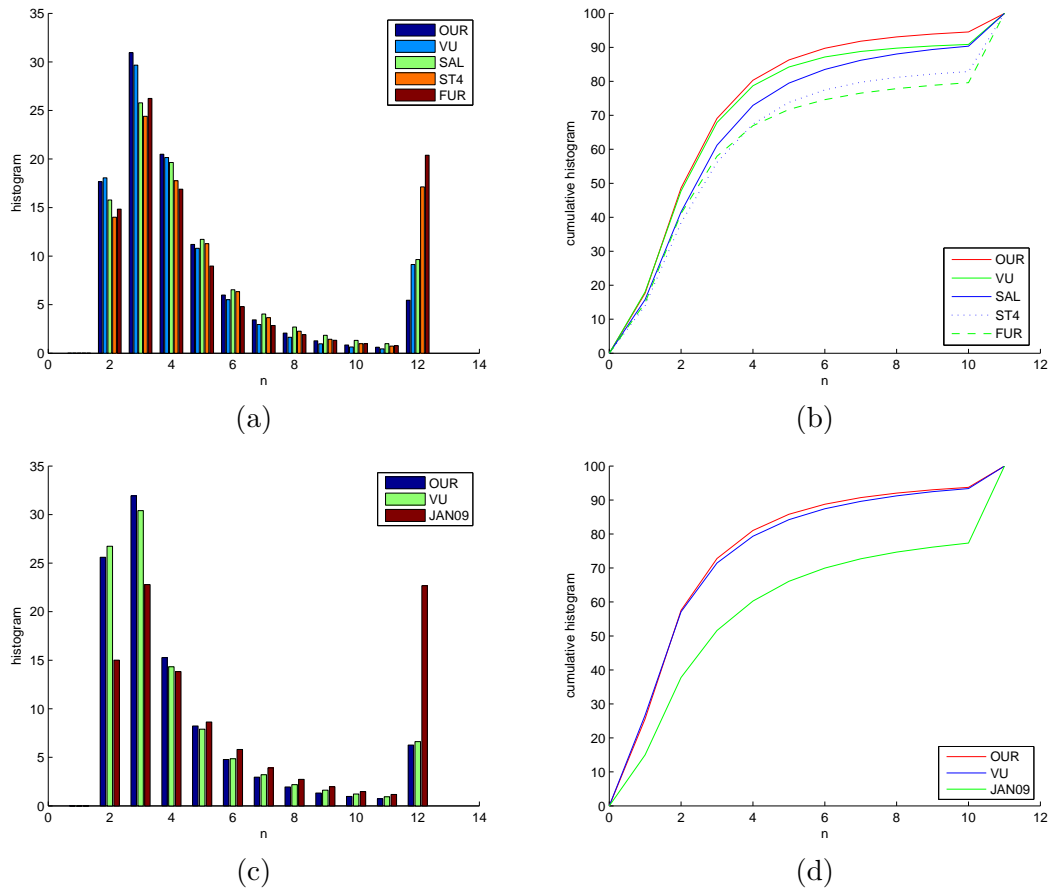 35
30
25
20
15
10
5
0
histogram
0 2 4 6 8 10 12 14
n
OUR
VU
SAL
ST4
FUR
(a)
100
90
80
70
60
50
40
30
20
10
0
cumulative histogram
0 2 4 6 8 10 12
n
OUR
VU
SAL
ST4
FUR
(b)
35
30
25
20
15
10
5
0
histogram
0 2 4 6 8 10 12 14
n
OUR
VU
JAN09
(c)
100
90
80
70
60
50
40
30
20
10
0
cumulative histogram
0 2 4 6 8 10 12
n
OUR
VU
JAN09
(d)